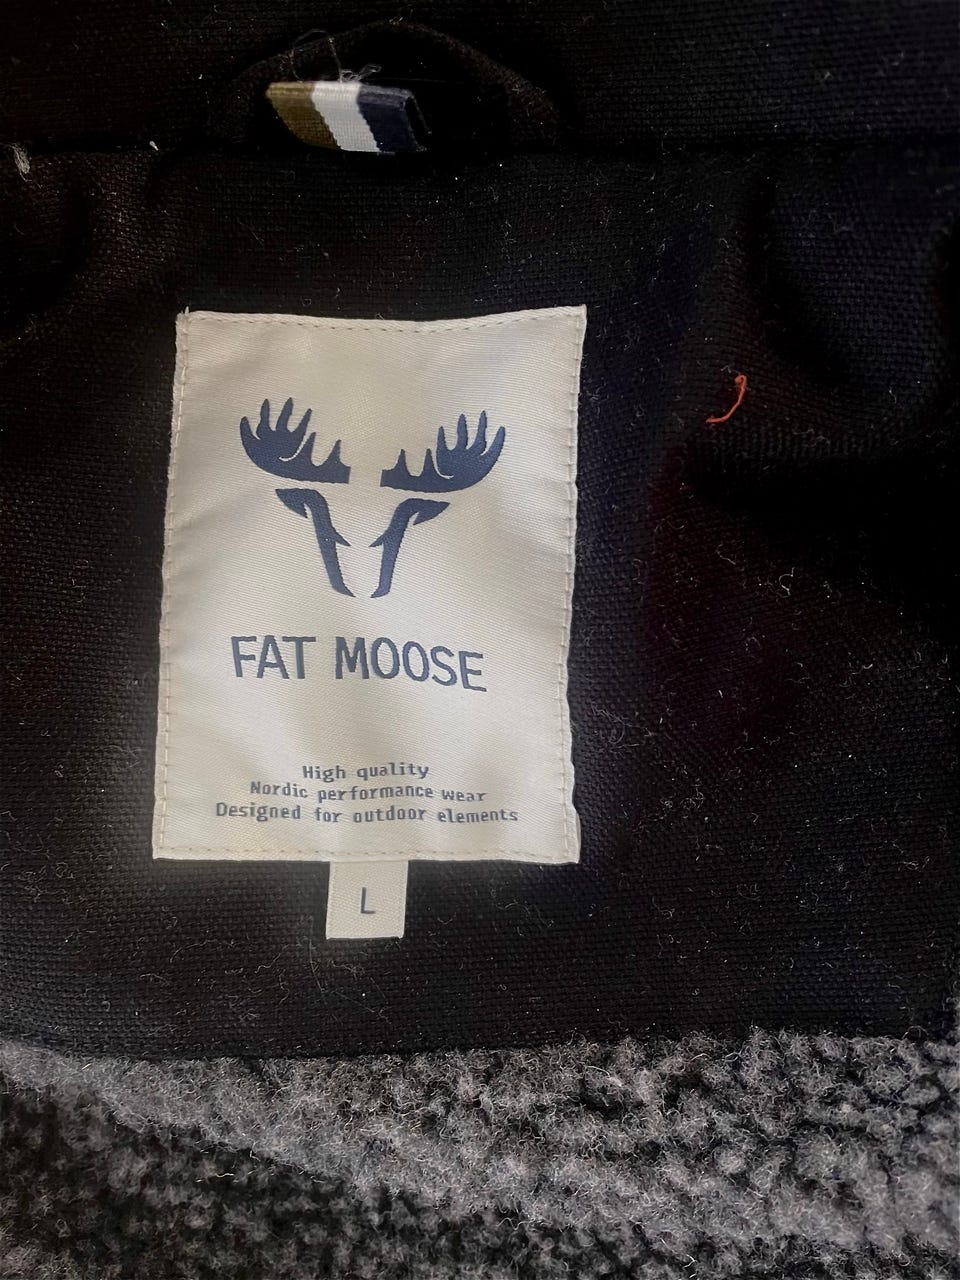 FAT MOOSE
High quality
Nordic performance wear
Designed for outdoor elements
L